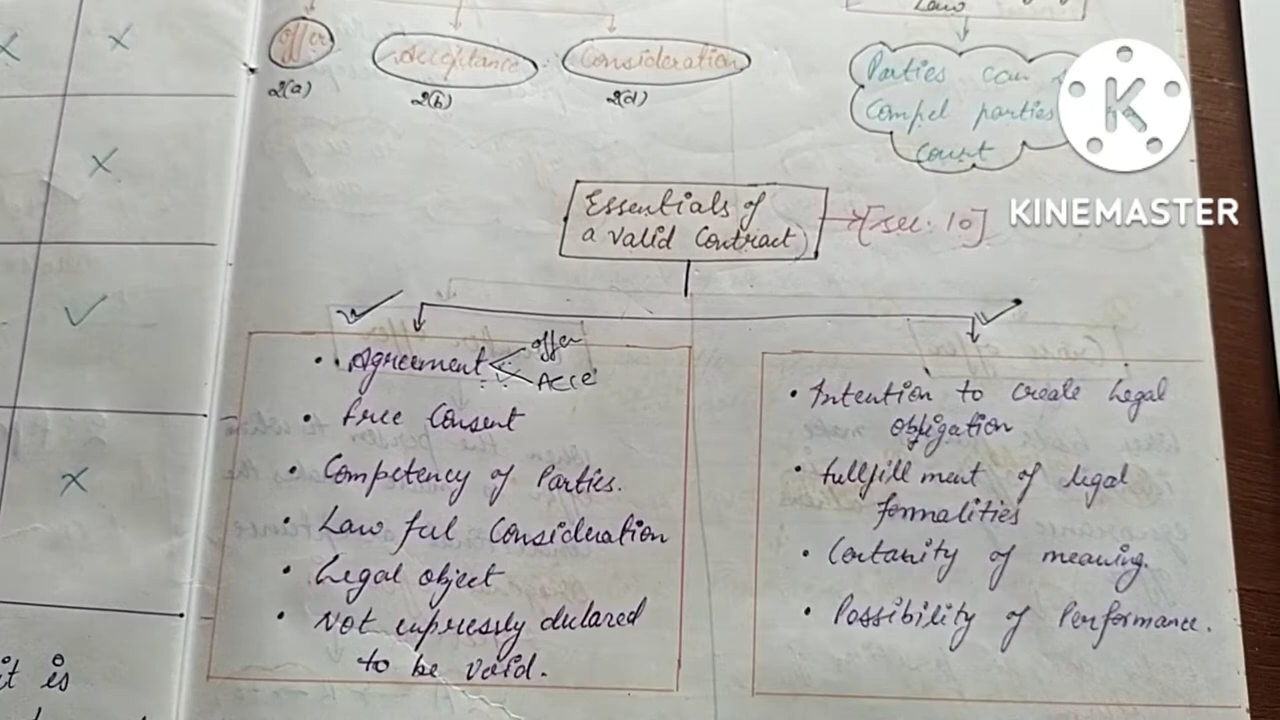 Law
offer
Acceptance
Consideration
2(a)
2(b)
2(d)
Parties can
Compel parties
Court
KINEMASTER
Essentials of
a valid Contract
[sec. 10]
• Agreement
offer
Acce
• free Consent
• Competency of Parties.
• Lawful Consideration
• Legal object
• Not expressly declared
to be void.
• Intention to create legal
obligation
• fullfillment of legal
formalities
• Certanity of meaning.
• Possibility of Performance.
it is